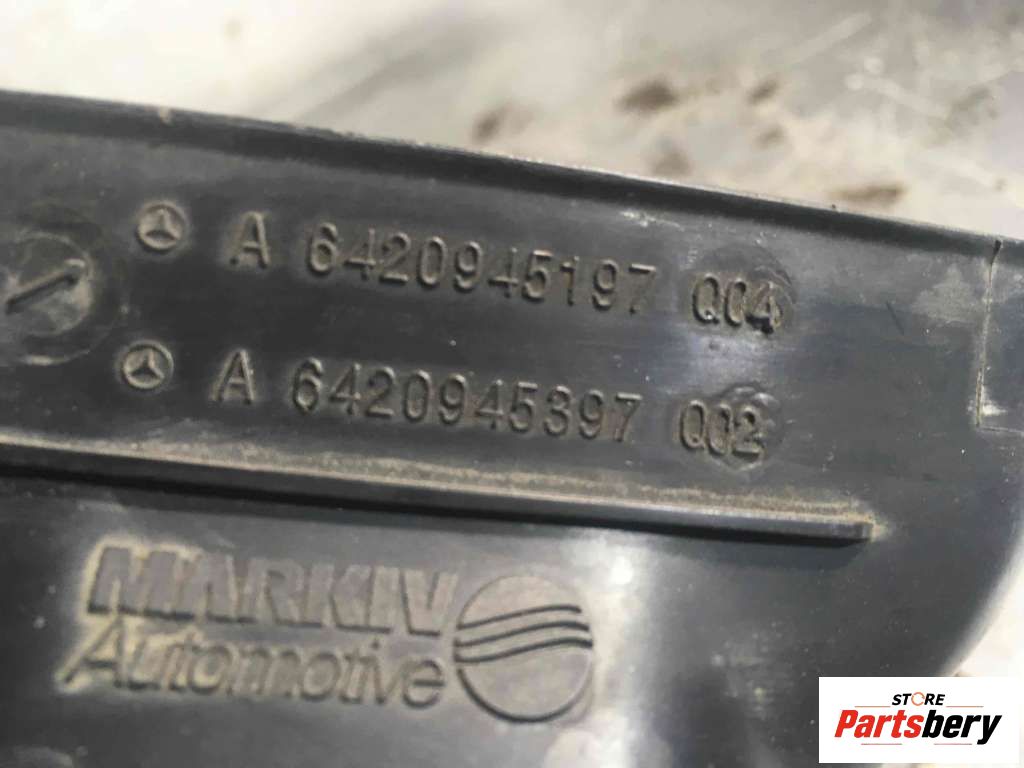 A 6420945197 Q04
A 6420945397 Q02
MARKIV
Automotive
STORE
Partsbery